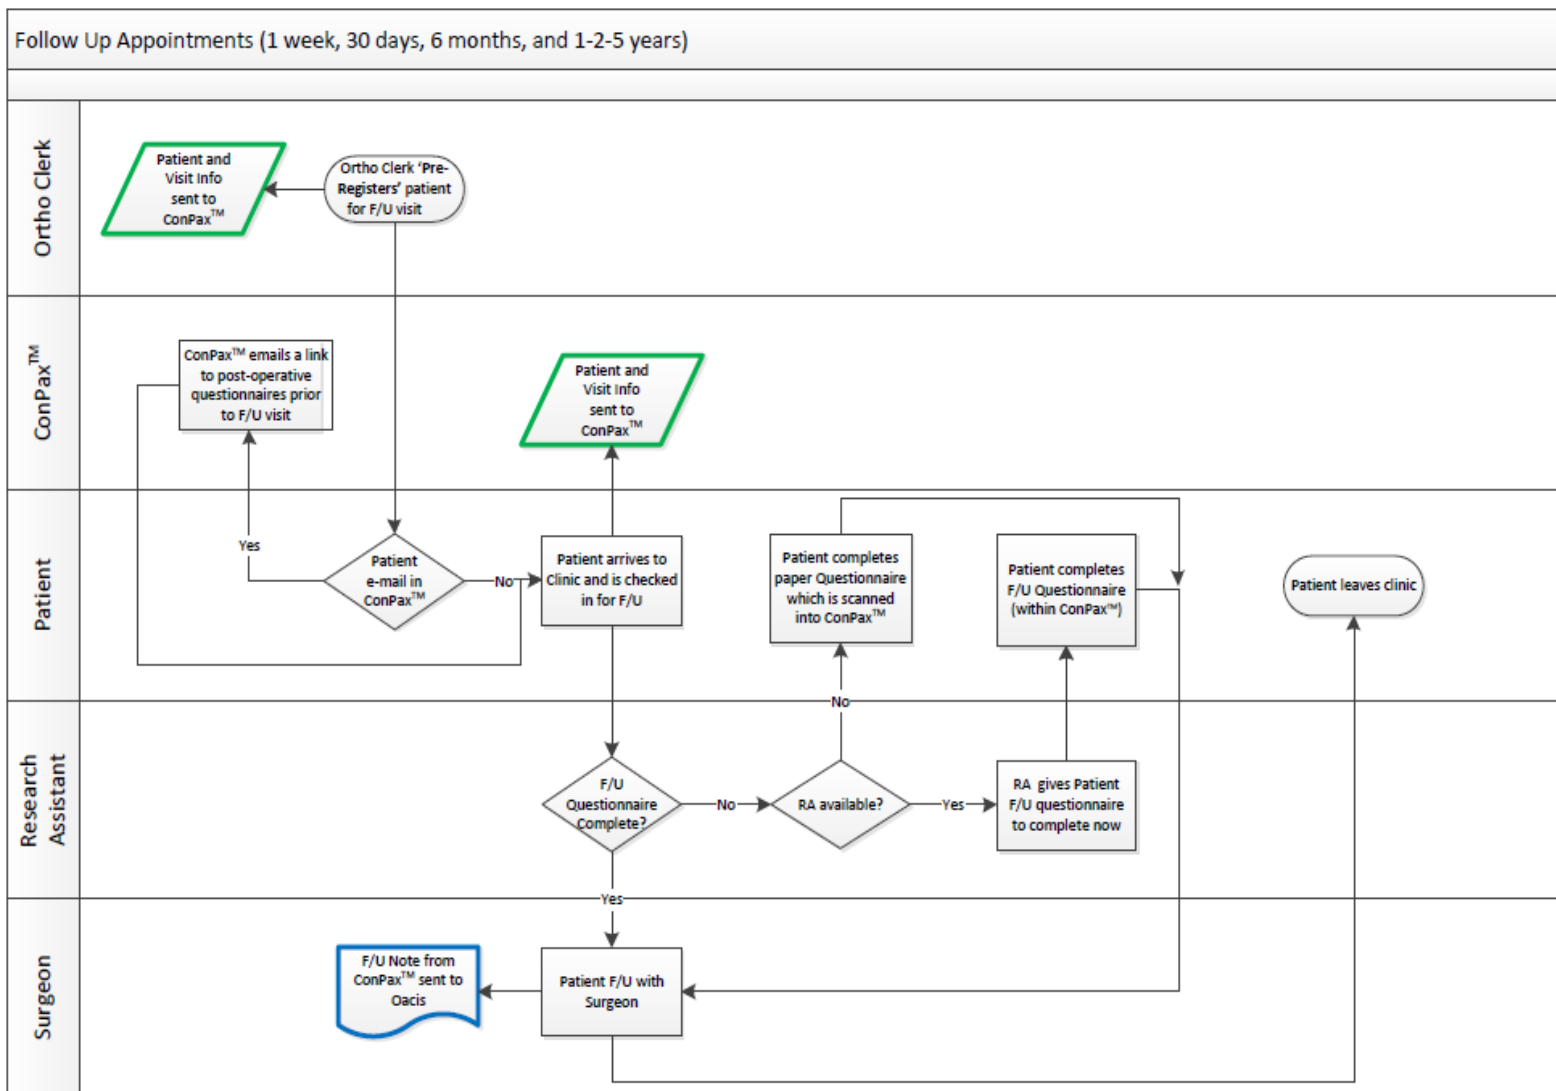 Follow Up Appointments (1 week, 30 days, 6 months, and 1-2-5 years)
Ortho Clerk
Patient and
Visit Info
sent to
ConPax™
Ortho Clerk ‘Pre-
Registers’ patient
for F/U visit
ConPax™
ConPax™ emails a link
to post-operative
questionnaires prior
to F/U visit
Patient and
Visit Info
sent to
ConPax™
Patient
Yes
Patient
e-mail in
ConPax™
No
Patient arrives to
Clinic and is checked
in for F/U
Patient completes
paper Questionnaire
which is scanned
into ConPax™
Patient completes
F/U Questionnaire
(within ConPax™)
Patient leaves clinic
No
Research
Assistant
F/U
Questionnaire
Complete?
No
RA available?
Yes
RA gives Patient
F/U questionnaire
to complete now
Yes
Surgeon
F/U Note from
ConPax™ sent to
Oacis
Patient F/U with
Surgeon